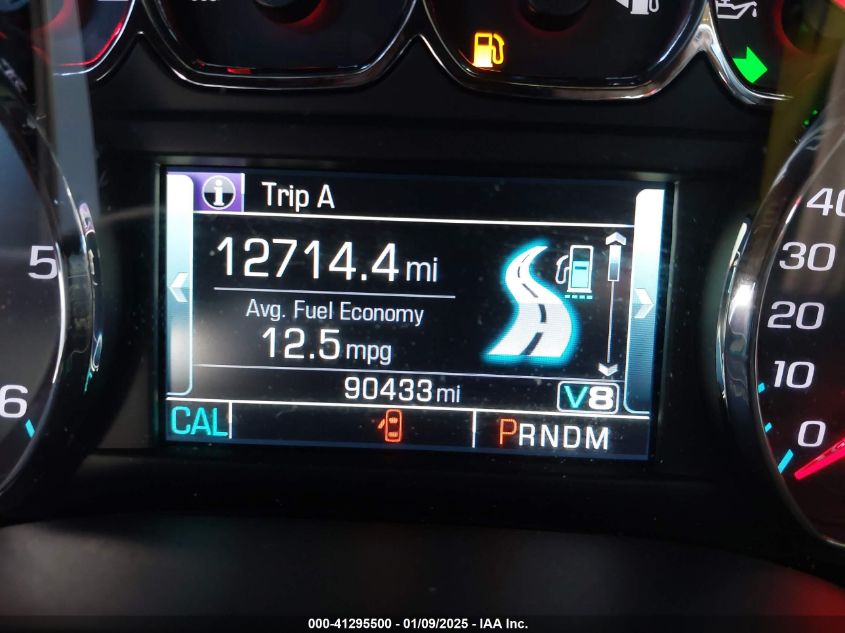 Trip A
12714.4 mi
Avg. Fuel Economy
12.5 mpg
90433 mi
V8
CAL
PRNDM
5
6
40
30
20
10
0
000-41295500 - 01/09/2025 - IAA Inc.